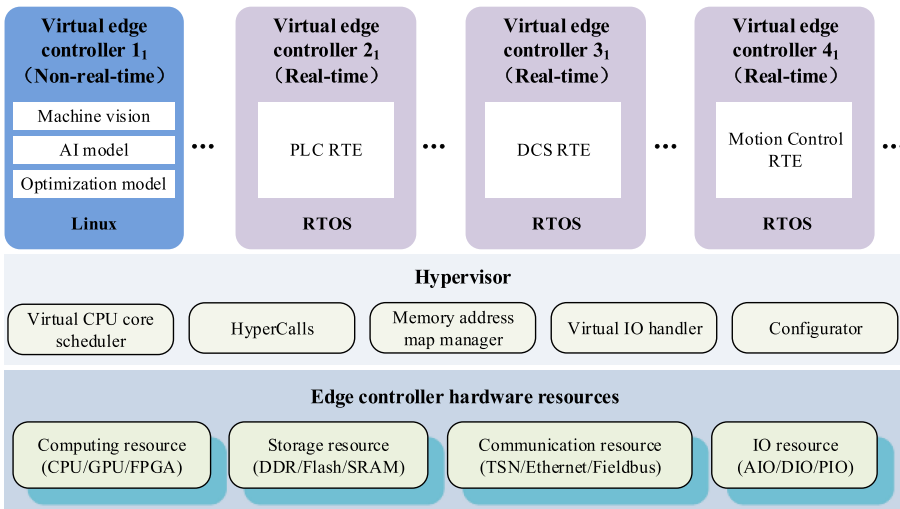 Virtual edge
controller 1₁
（Non-real-time）
Machine vision
AI model
Optimization model
Linux
...
Virtual edge
controller 2₁
（Real-time）
PLC RTE
RTOS
...
Virtual edge
controller 3₁
（Real-time）
DCS RTE
RTOS
...
Virtual edge
controller 4₁
（Real-time）
Motion Control
RTE
RTOS
...
Hypervisor
Virtual CPU core
scheduler
HyperCalls
Memory address
map manager
Virtual IO handler
Configurator
Edge controller hardware resources
Computing resource
(CPU/GPU/FPGA)
Storage resource
(DDR/Flash/SRAM)
Communication resource
(TSN/Ethernet/Fieldbus)
IO resource
(AIO/DIO/PIO)